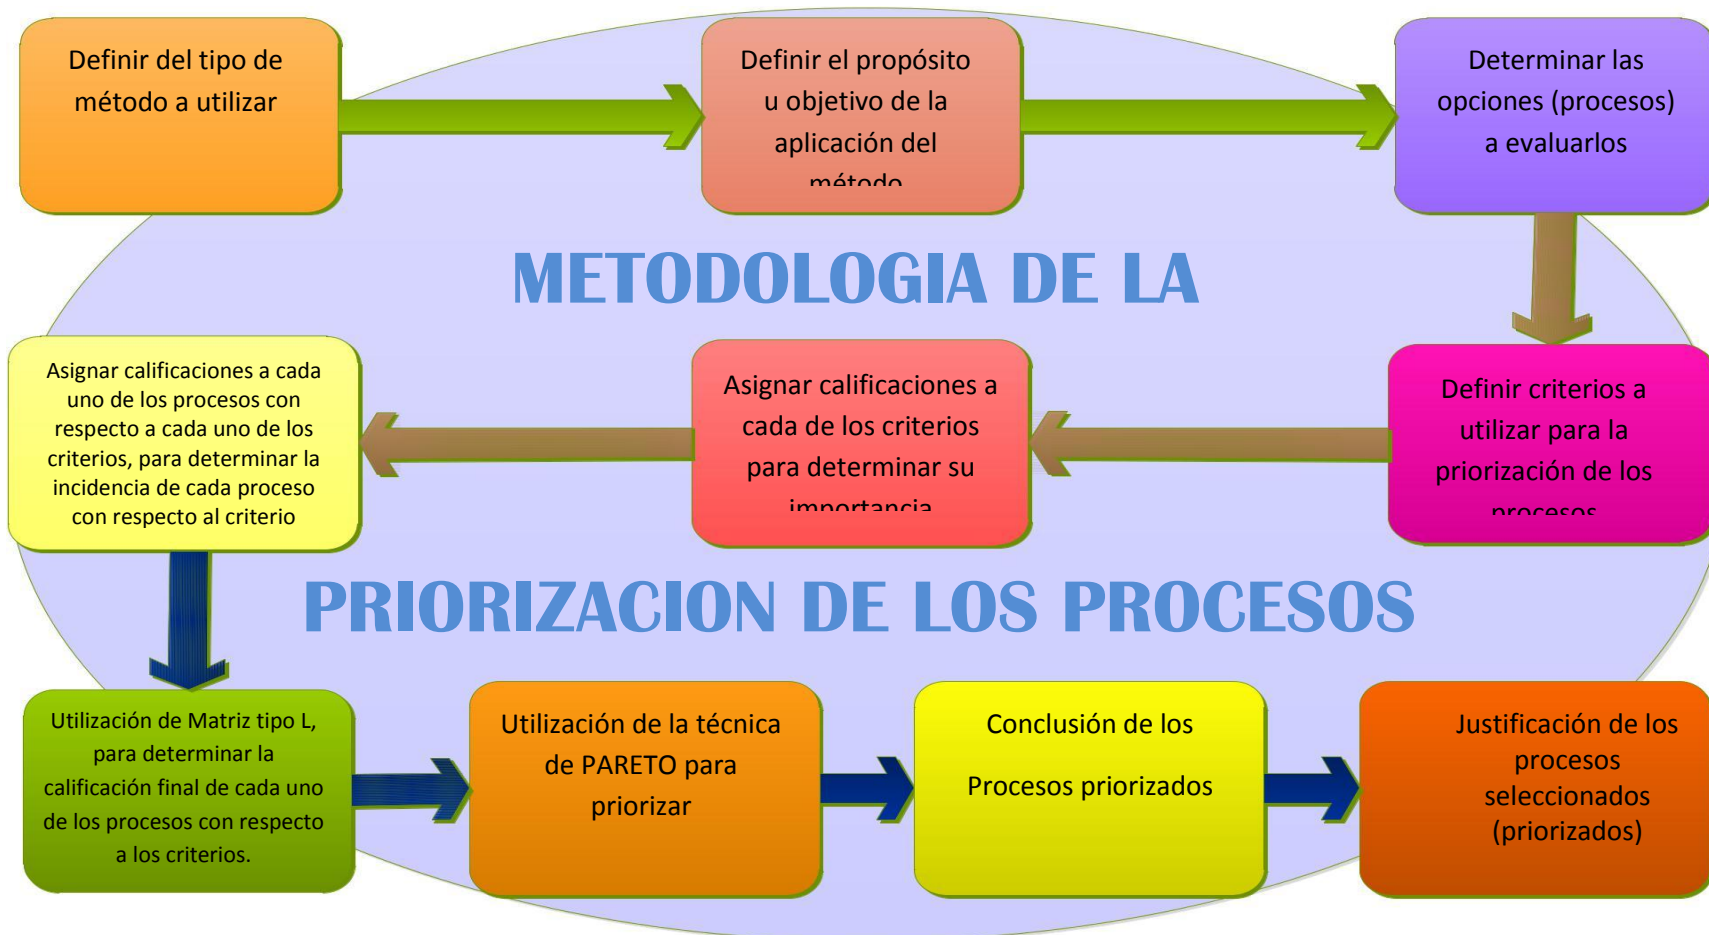 Definir del tipo de
método a utilizar
Definir el propósito
u objetivo de la
aplicación del
método
Determinar las
opciones (procesos)
a evaluarlos
METODOLOGIA DE LA
Asignar calificaciones a cada
uno de los procesos con
respecto a cada uno de los
criterios, para determinar la
incidencia de cada proceso
con respecto al criterio
Asignar calificaciones a
cada de los criterios
para determinar su
importancia
Definir criterios a
utilizar para la
priorización de los
procesos
PRIORIZACION DE LOS PROCESOS
Utilización de Matriz tipo L,
para determinar la
calificación final de cada uno
de los procesos con respecto
a los criterios.
Utilización de la técnica
de PARETO para
priorizar
Conclusión de los
Procesos priorizados
Justificación de los
procesos
seleccionados
(priorizados)